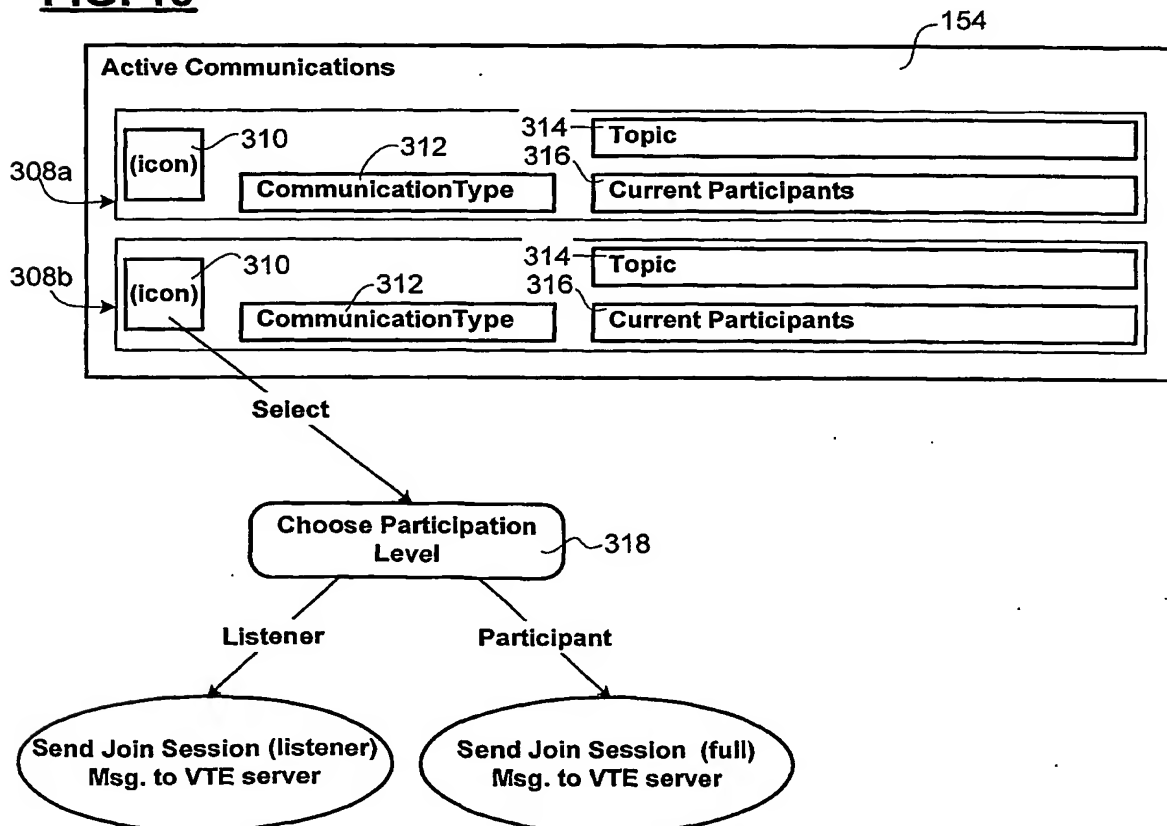 154
Active Communications
(icon)
310
312
CommunicationType
314
Topic
316
Current Participants
308a
(icon)
310
312
CommunicationType
314
Topic
316
Current Participants
308b
Select
Choose Participation
Level
318
Listener
Participant
Send Join Session (listener)
Msg. to VTE server
Send Join Session (full)
Msg. to VTE server